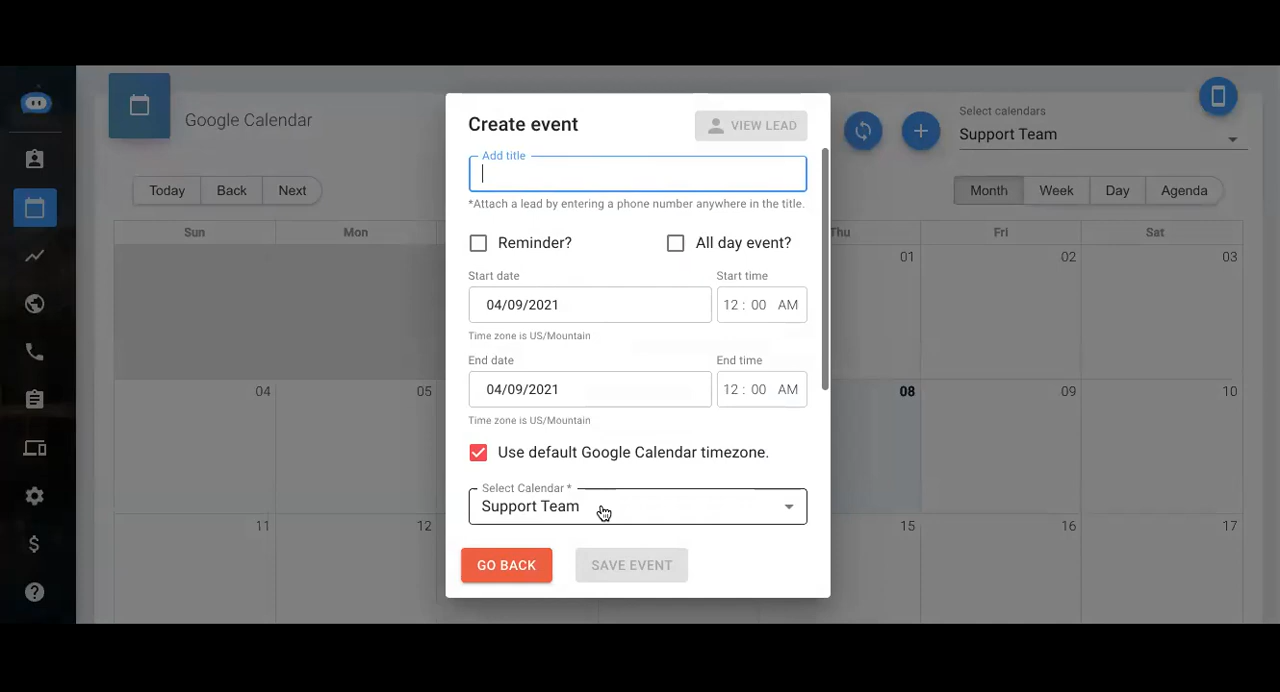 Google Calendar
Select calendars
Support Team
Today
Back
Next
Month
Week
Day
Agenda
Sun
Mon
Thu
Fri
Sat
01
02
03
04
05
08
09
10
11
12
15
16
17
Create event
VIEW LEAD
Add title
*Attach a lead by entering a phone number anywhere in the title.
Reminder?
All day event?
Start date
Start time
04/09/2021
12 : 00 AM
Time zone is US/Mountain
End date
End time
04/09/2021
12 : 00 AM
Time zone is US/Mountain
Use default Google Calendar timezone.
Select Calendar *
Support Team
GO BACK
SAVE EVENT